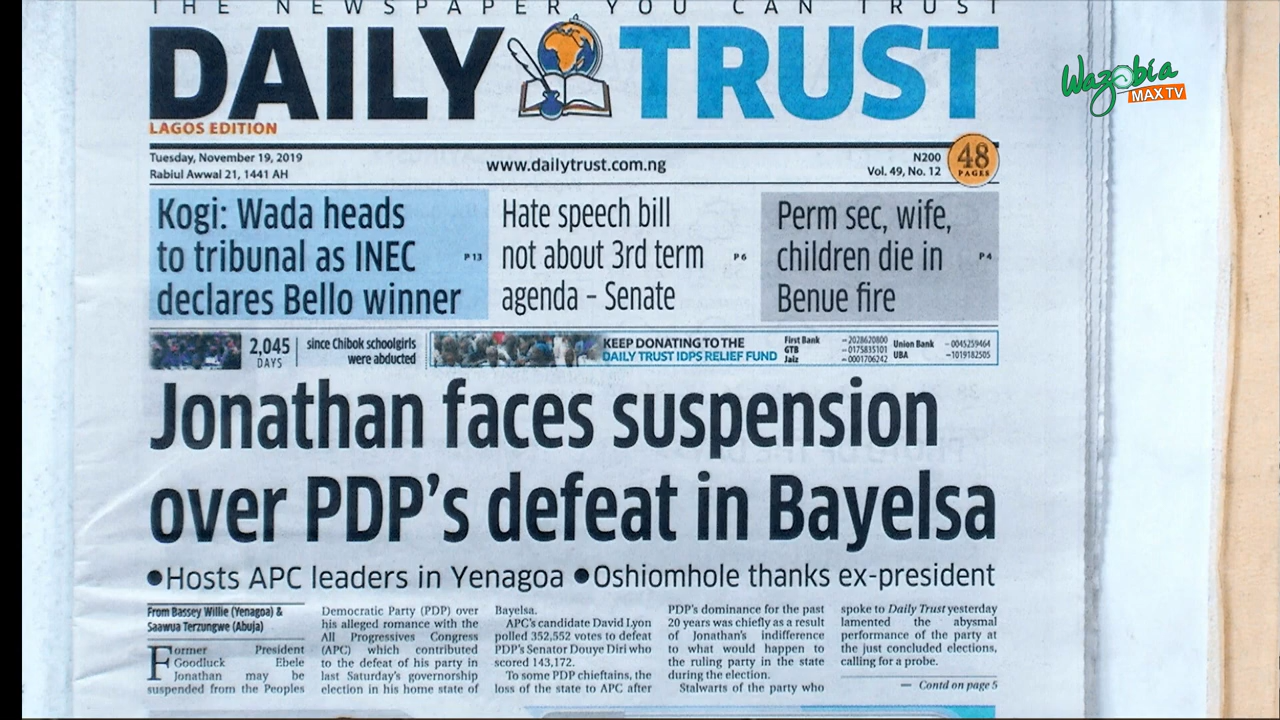 THE NEWSPAPER YOU CAN TRUST
DAILY TRUST
Wazobia
MAX TV
LAGOS EDITION
Tuesday, November 19, 2019
Rabiul Awwal 21, 1441 AH
www.dailytrust.com.ng
N200
Vol. 49, No. 12
48
PAGES
Kogi: Wada heads
to tribunal as INEC
declares Bello winner
P13
Hate speech bill
not about 3rd term
agenda – Senate
P6
Perm sec, wife,
children die in
Benue fire
P4
2,045
DAYS
since Chibok schoolgirls
were abducted
KEEP DONATING TO THE
DAILY TRUST IDPS RELIEF FUND
First Bank –2028620800
GTB –0175835101
Jaiz –0001706242
Union Bank –0045259464
UBA –1019182505
Jonathan faces suspension
over PDP's defeat in Bayelsa
●Hosts APC leaders in Yenagoa ●Oshiomhole thanks ex-president
From Bassey Willie (Yenagoa) &
Saawua Terzungwe (Abuja)
Former President
Goodluck Ebele
Jonathan may be
suspended from the Peoples
Democratic Party (PDP) over
his alleged romance with the
All Progressives Congress
(APC) which contributed
to the defeat of his party in
last Saturday's governorship
election in his home state of
Bayelsa.
APC's candidate David Lyon
polled 352,552 votes to defeat
PDP's Senator Douye Diri who
scored 143,172.
To some PDP chieftains, the
loss of the state to APC after
PDP's dominance for the past
20 years was chiefly as a result
of Jonathan's indifference
to what would happen to
the ruling party in the state
during the election.
Stalwarts of the party who
spoke to Daily Trust yesterday
lamented the abysmal
performance of the party at
the just concluded elections,
calling for a probe.
— Contd on page 5